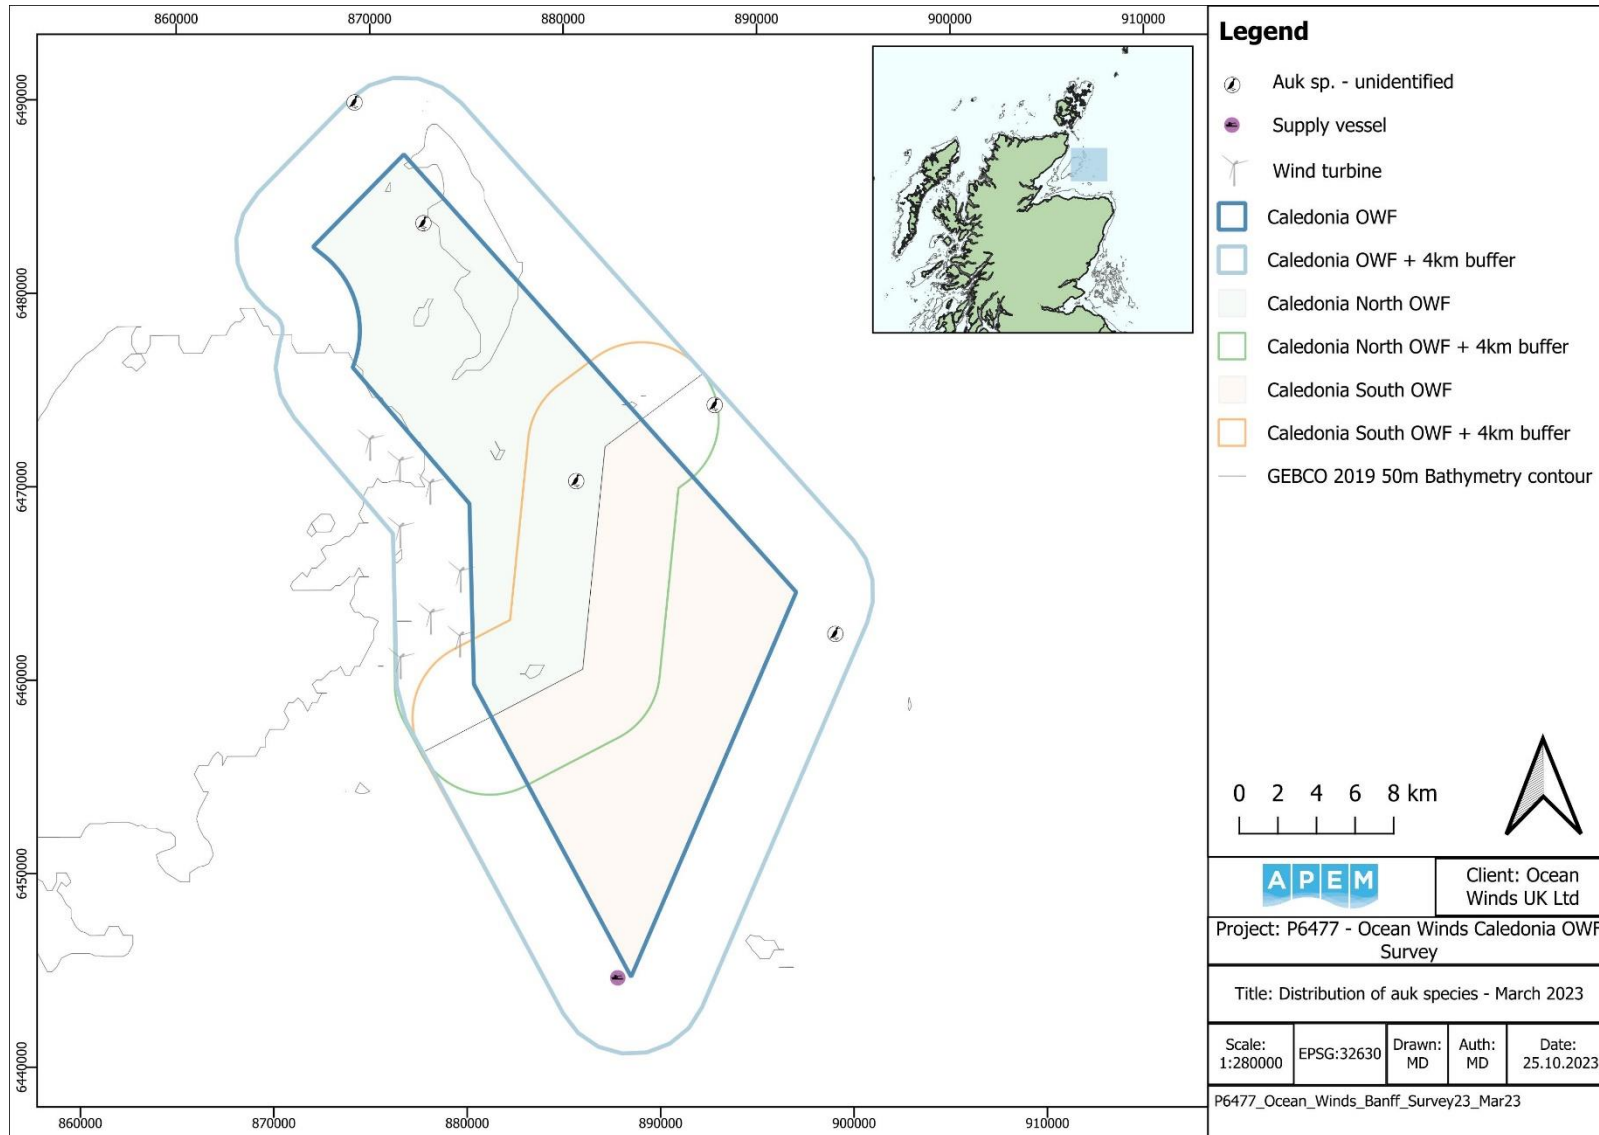 860000 870000 880000 890000 900000 910000
6490000
6480000
6470000
6460000
6450000
6440000
860000 870000 880000 890000 900000 910000
Legend
Auk sp. - unidentified
Supply vessel
Wind turbine
Caledonia OWF
Caledonia OWF + 4km buffer
Caledonia North OWF
Caledonia North OWF + 4km buffer
Caledonia South OWF
Caledonia South OWF + 4km buffer
GEBCO 2019 50m Bathymetry contour
0 2 4 6 8 km
APEM
Client: Ocean
Winds UK Ltd
Project: P6477 - Ocean Winds Caledonia OWF
Survey
Title: Distribution of auk species - March 2023
Scale:
1:280000
EPSG:32630
Drawn:
MD
Auth:
MD
Date:
25.10.2023
P6477_Ocean_Winds_Banff_Survey23_Mar23